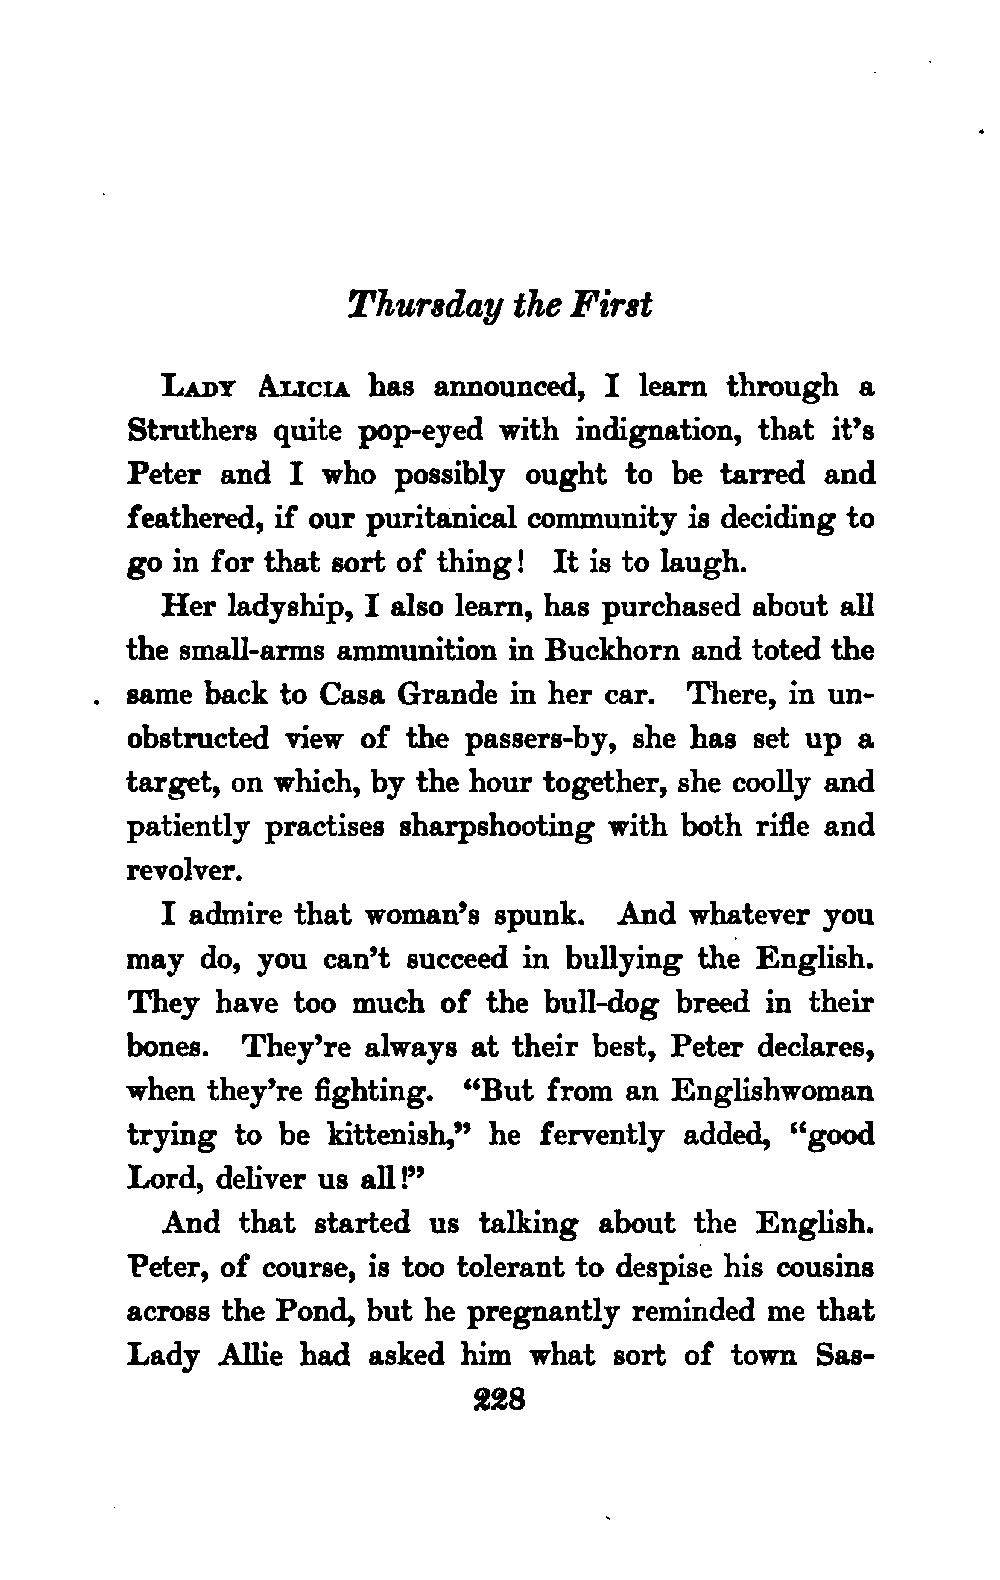 Thursday the First
LADY ALICIA has announced, I learn through a
Struthers quite pop-eyed with indignation, that it's
Peter and I who possibly ought to be tarred and
feathered, if our puritanical community is deciding to
go in for that sort of thing! It is to laugh.
Her ladyship, I also learn, has purchased about all
the small-arms ammunition in Buckhorn and toted the
same back to Casa Grande in her car. There, in un-
obstructed view of the passers-by, she has set up a
target, on which, by the hour together, she coolly and
patiently practises sharpshooting with both rifle and
revolver.
I admire that woman's spunk. And whatever you
may do, you can't succeed in bullying the English.
They have too much of the bull-dog breed in their
bones. They're always at their best, Peter declares,
when they're fighting. "But from an Englishwoman
trying to be kittenish," he fervently added, "good
Lord, deliver us all!"
And that started us talking about the English.
Peter, of course, is too tolerant to despise his cousins
across the Pond, but he pregnantly reminded me that
Lady Allie had asked him what sort of town Sas-
228